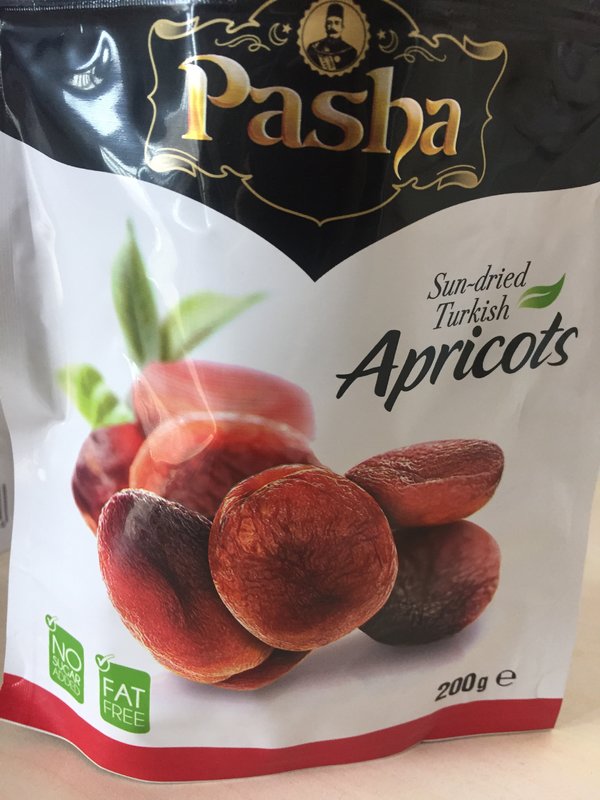 Pasha
Sun-dried
Turkish
Apricots
NO
SUGAR
ADDED
FAT
FREE
200g ℮